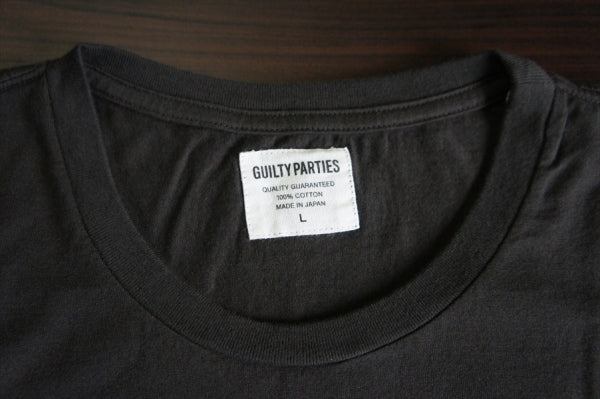 GUILTY PARTIES
QUALITY GUARANTEED
100% COTTON
MADE IN JAPAN
L